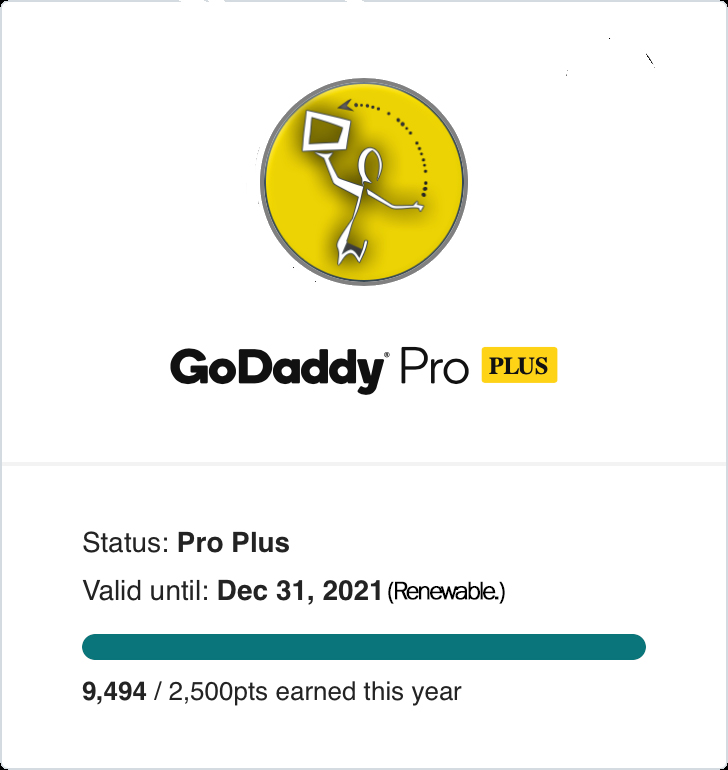 GoDaddy® Pro PLUS
Status: Pro Plus
Valid until: Dec 31, 2021 (Renewable.)
9,494 / 2,500pts earned this year